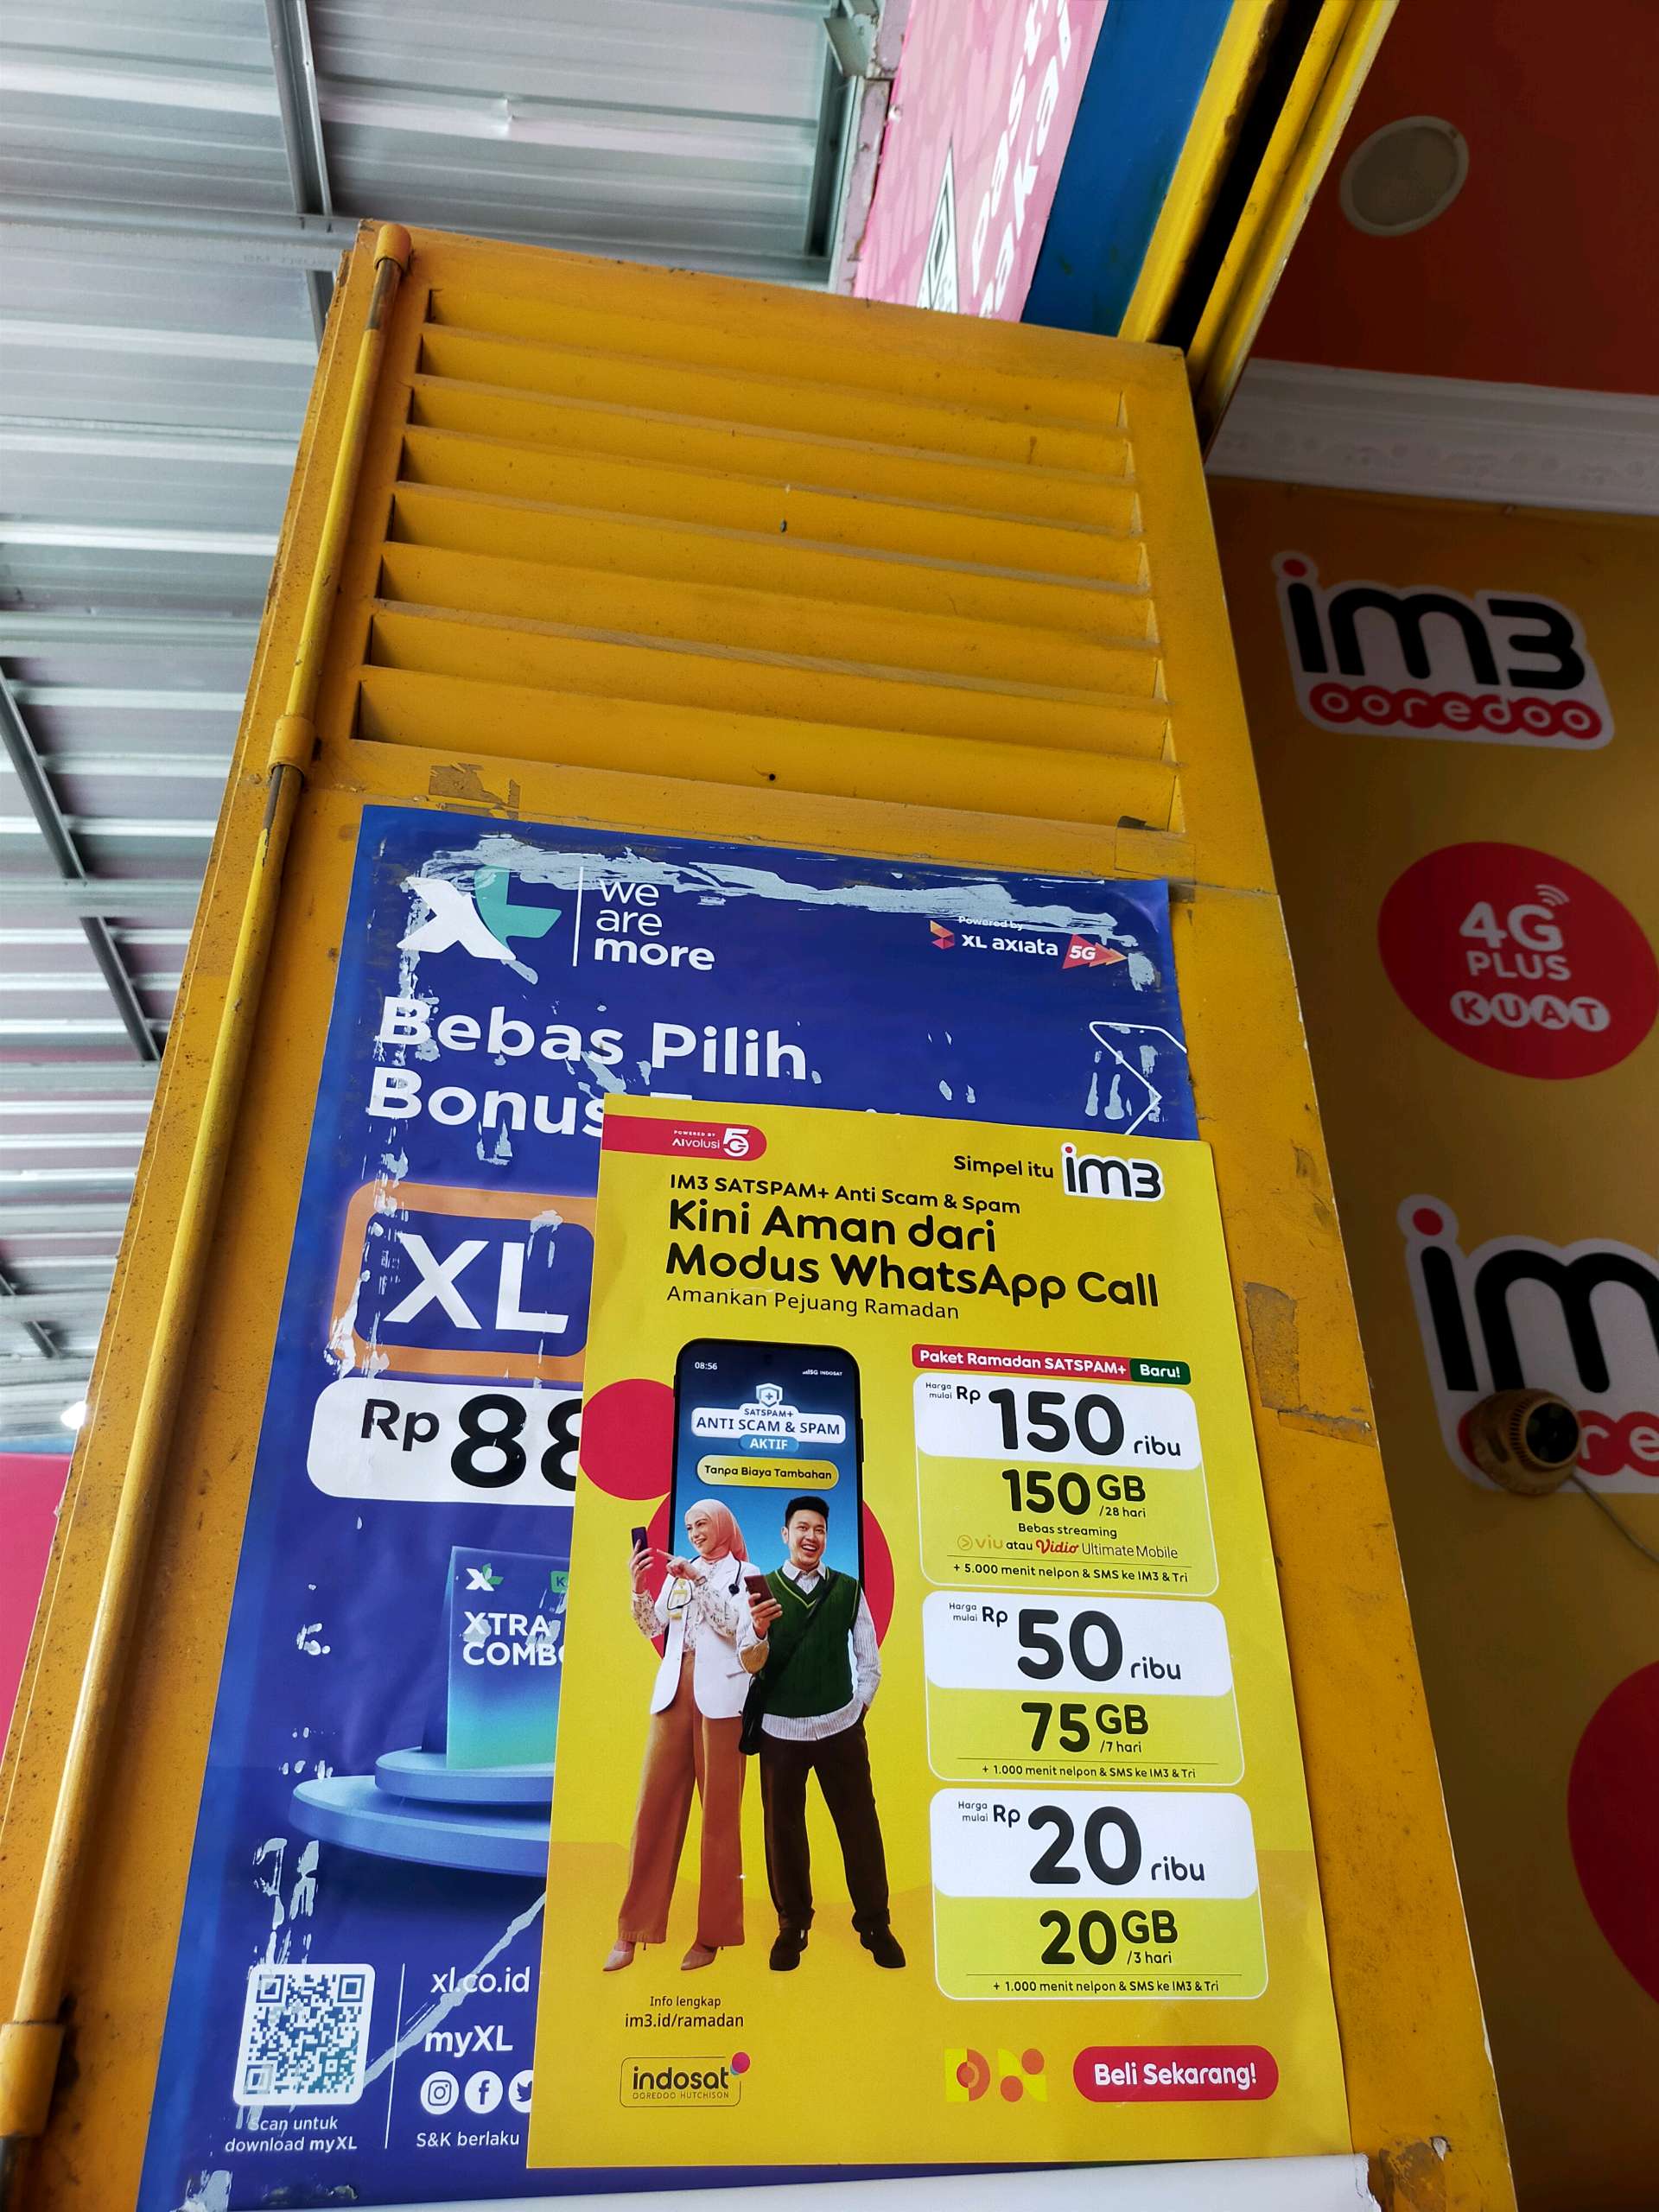 im3
ooredoo
4G
PLUS
KUAT
im
re
XL
we
are
more
Powered by
XL axiata 5G
Bebas Pilih
Bonus
XL
Rp 88
XTRA
xl.co.id
myXL
Scan untuk
download myXL
S&K berlaku
POWERED BY
AIvolusi 5G
Simpel itu im3
IM3 SATSPAM+ Anti Scam & Spam
Kini Aman dari
Modus WhatsApp Call
Amankan Pejuang Ramadan
08:56
5G INDOSAT
SATSPAM+
ANTI SCAM & SPAM
AKTIF
Tanpa Biaya Tambahan
Paket Ramadan SATSPAM+ Baru!
Harga mulai Rp 150 ribu
150 GB
/28 hari
Bebas streaming
viu atau Vidio Ultimate Mobile
+ 5.000 menit nelpon & SMS ke IM3 & Tri
Harga mulai Rp 50 ribu
75 GB
/7 hari
+ 1.000 menit nelpon & SMS ke IM3 & Tri
Harga mulai Rp 20 ribu
20 GB
/3 hari
+ 1.000 menit nelpon & SMS ke IM3 & Tri
Info lengkap
im3.id/ramadan
indosat
OOREDOO HUTCHISON
Beli Sekarang!